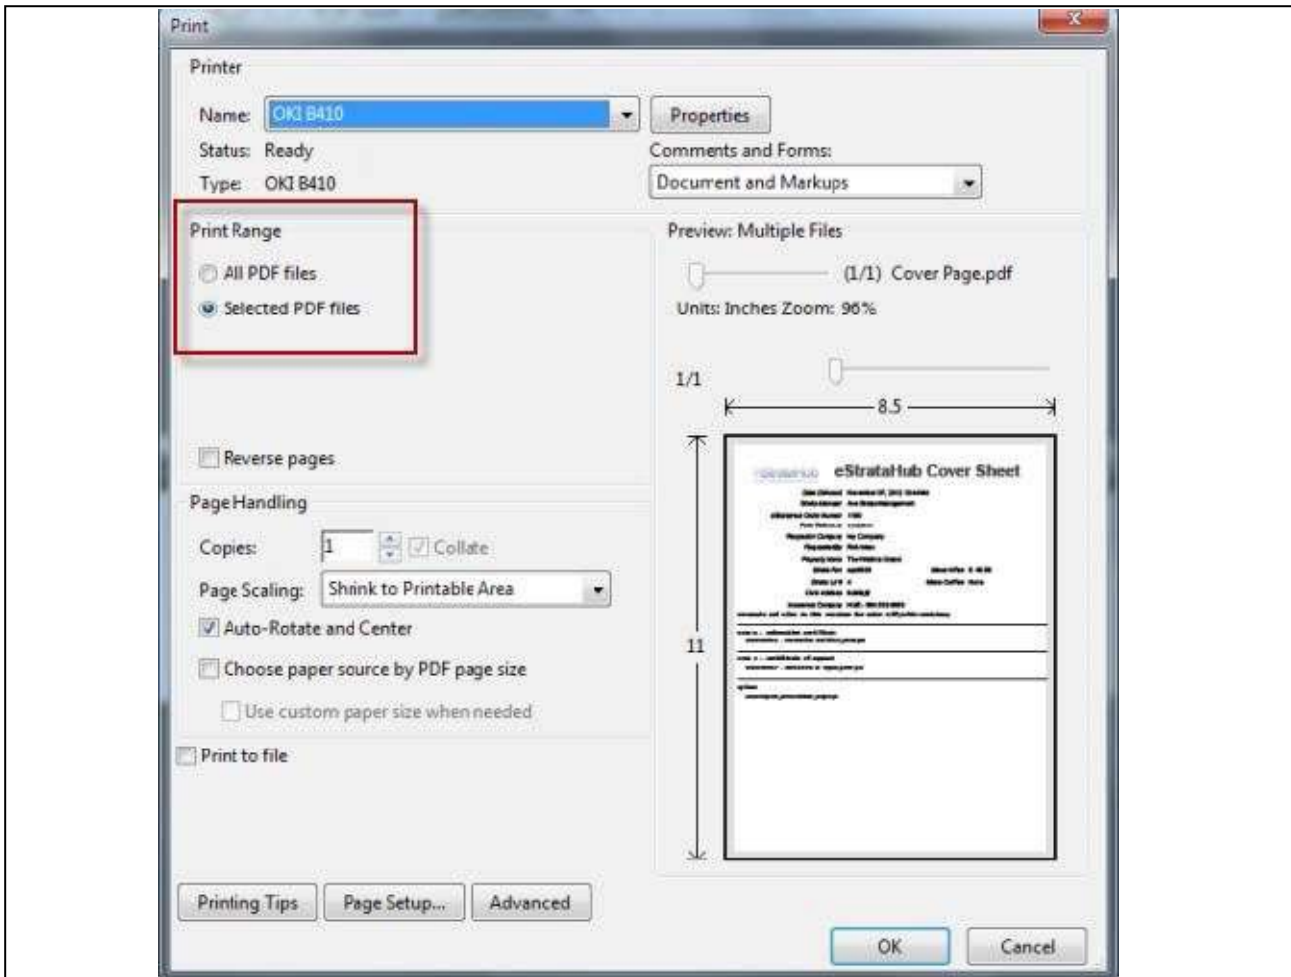 Print
Printer
Name: OKI B410
Properties
Status: Ready
Comments and Forms:
Type: OKI B410
Document and Markups
Print Range
All PDF files
Selected PDF files
Reverse pages
Page Handling
Copies: 1 Collate
Page Scaling: Shrink to Printable Area
Auto-Rotate and Center
Choose paper source by PDF page size
Use custom paper size when needed
Print to file
Preview: Multiple Files
(1/1) Cover Page.pdf
Units: Inches Zoom: 96%
1/1
8.5
11
eStrataHub Cover Sheet
Printing Tips
Page Setup...
Advanced
OK
Cancel